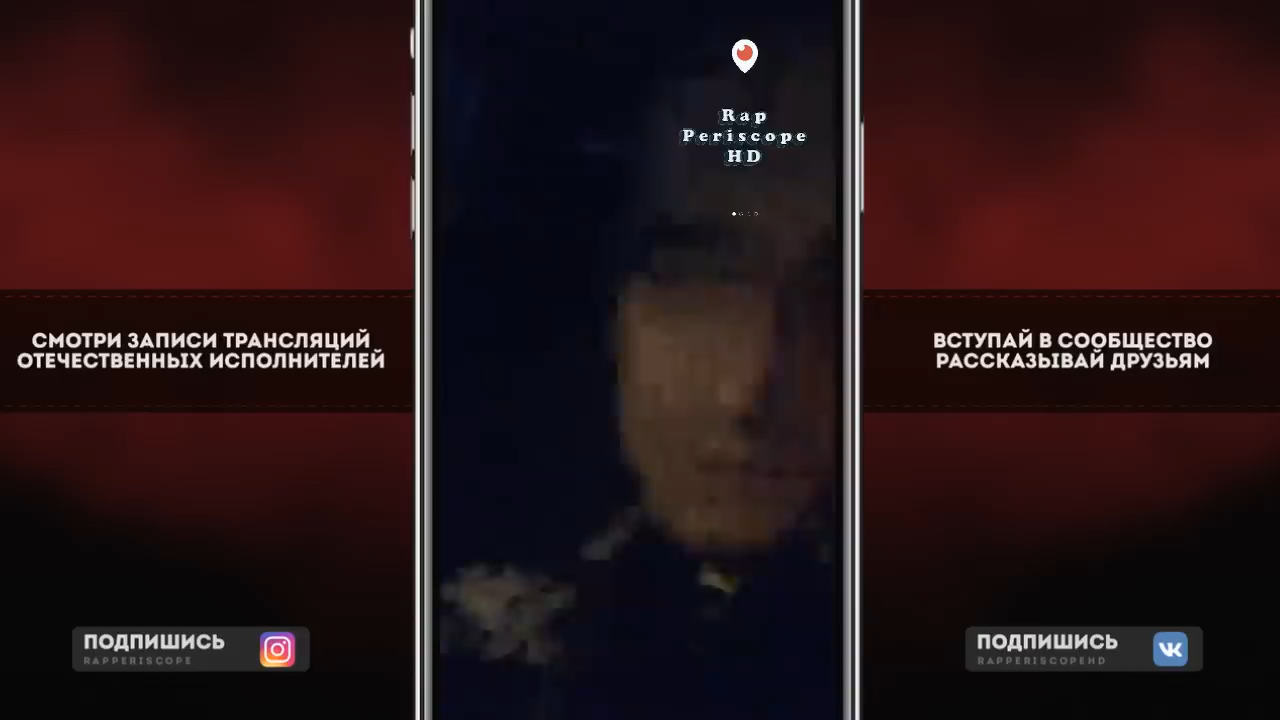 Rap
Periscope
HD
СМОТРИ ЗАПИСИ ТРАНСЛЯЦИЙ
ОТЕЧЕСТВЕННЫХ ИСПОЛНИТЕЛЕЙ
ВСТУПАЙ В СООБЩЕСТВО
РАССКАЗЫВАЙ ДРУЗЬЯМ
ПОДПИШИСЬ
RAPPERISCOPE
ПОДПИШИСЬ
RAPPERISCOPEHD